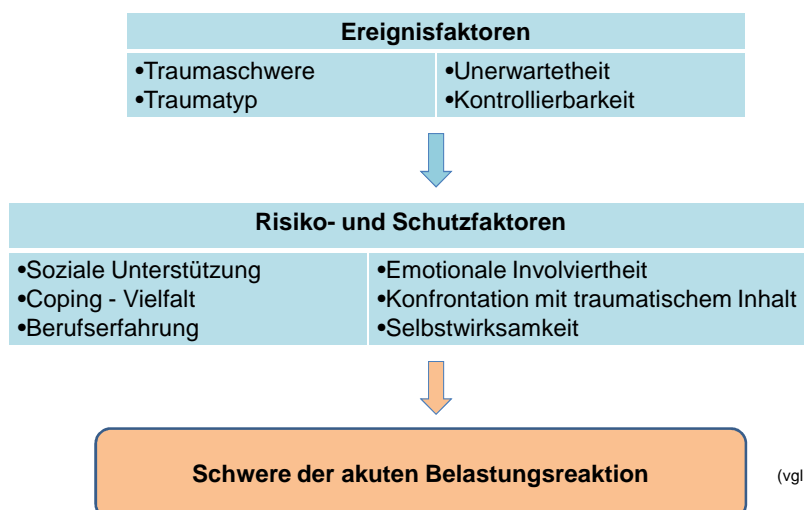 Ereignisfaktoren
•Traumaschwere
•Traumatyp
•Unerwartetheit
•Kontrollierbarkeit
Risiko- und Schutzfaktoren
•Soziale Unterstützung
•Coping - Vielfalt
•Berufserfahrung
•Emotionale Involviertheit
•Konfrontation mit traumatischem Inhalt
•Selbstwirksamkeit
Schwere der akuten Belastungsreaktion
(vgl